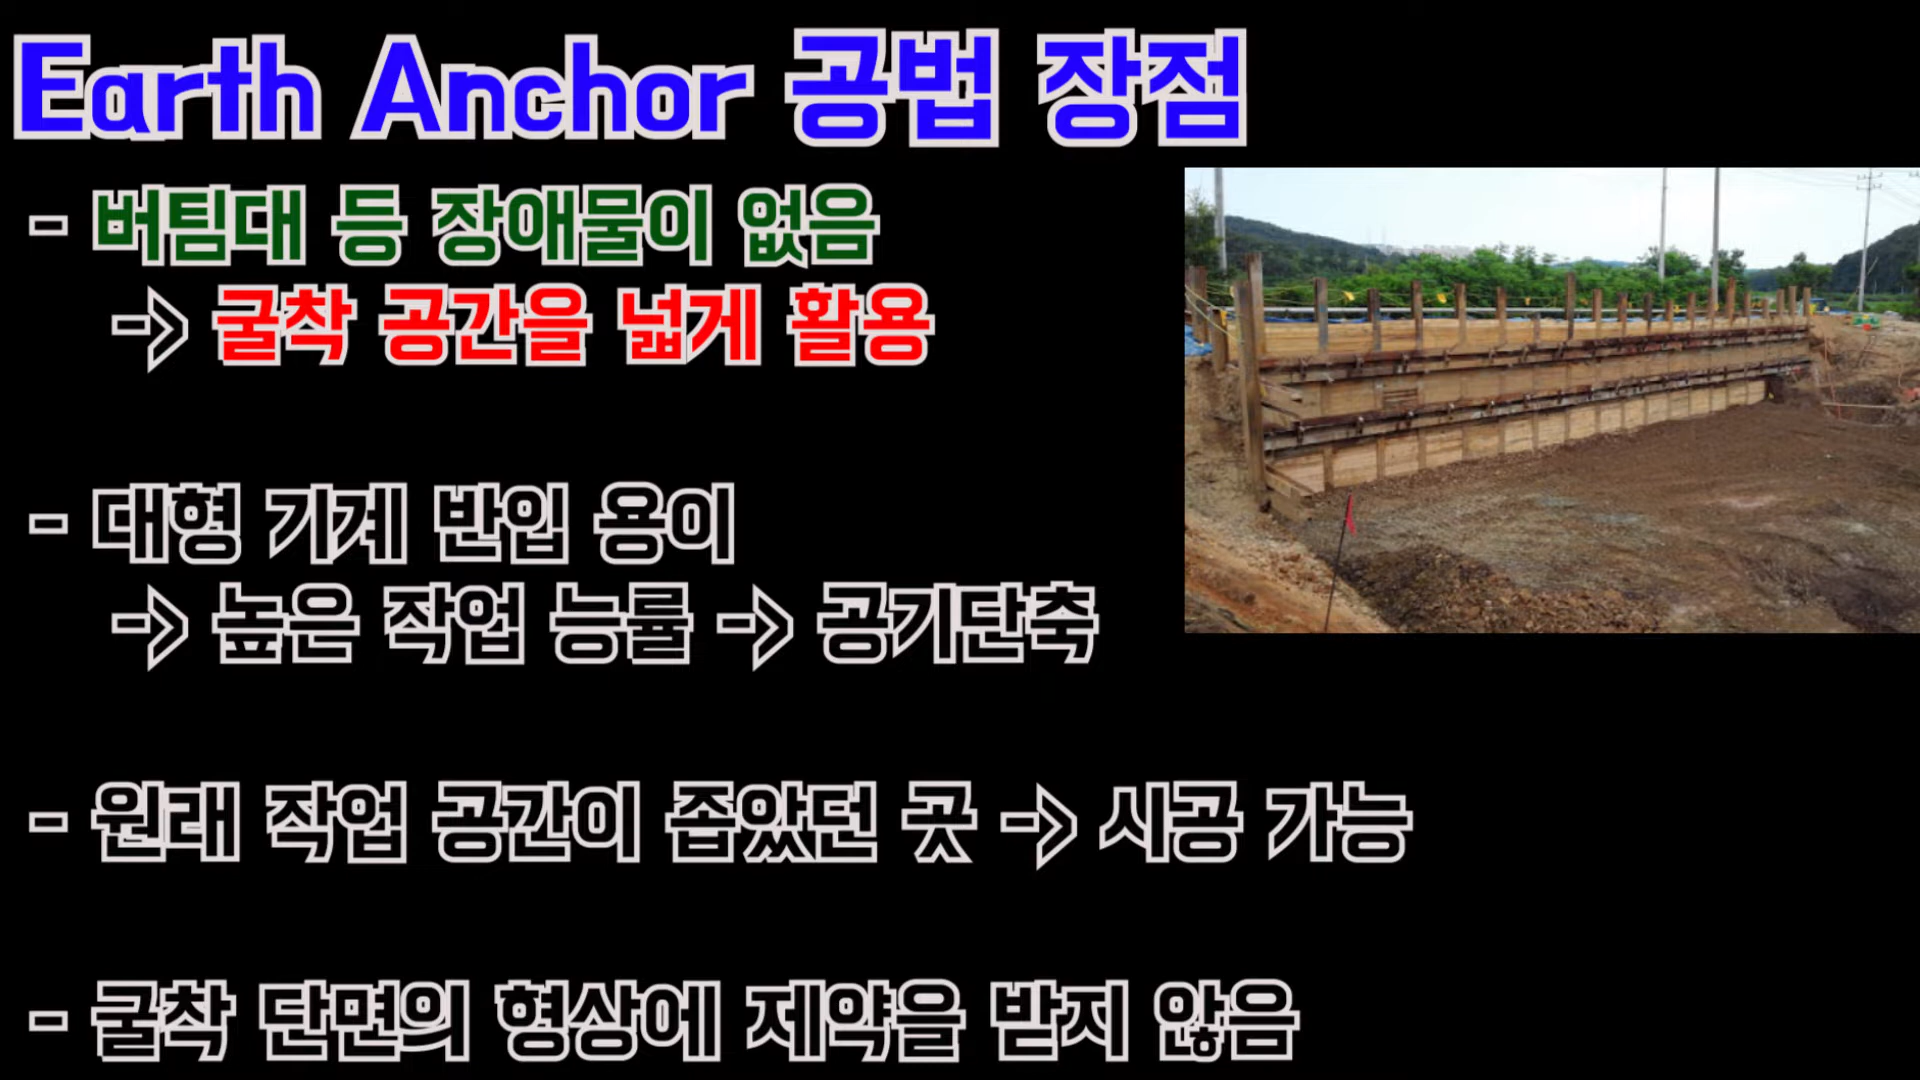 Earth Anchor 공법 장점
- 버팀대 등 장애물이 없음
-> 굴착 공간을 넓게 활용
- 대형 기계 반입 용이
-> 높은 작업 능률 -> 공기단축
- 원래 작업 공간이 좁았던 곳 -> 시공 가능
- 굴착 단면의 형상에 제약을 받지 않음